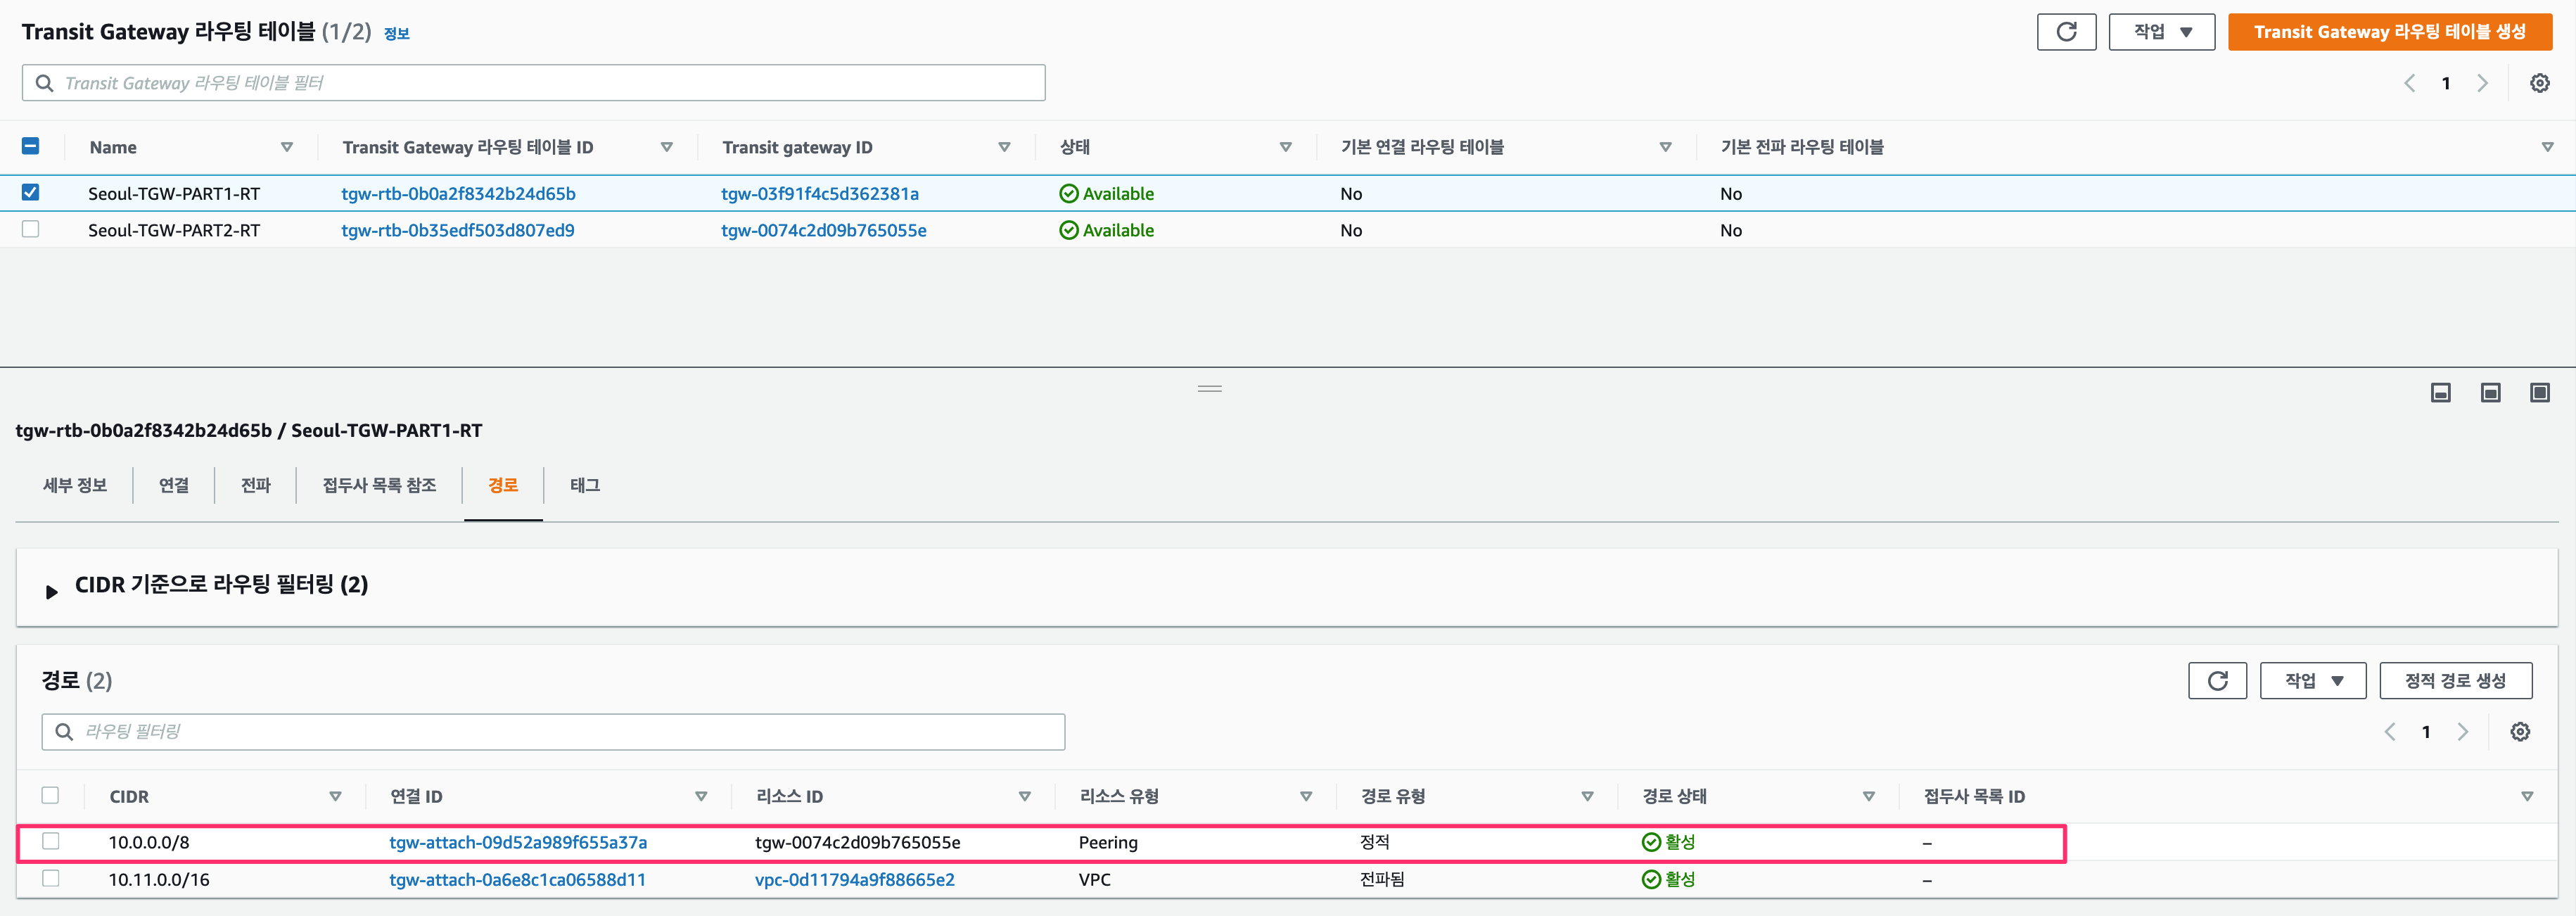 Transit Gateway 라우팅 테이블 (1/2) 정보
작업
Transit Gateway 라우팅 테이블 생성
Transit Gateway 라우팅 테이블 필터
1
Name Transit Gateway 라우팅 테이블 ID Transit gateway ID 상태 기본 연결 라우팅 테이블 기본 전파 라우팅 테이블
Seoul-TGW-PART1-RT tgw-rtb-0b0a2f8342b24d65b tgw-03f91f4c5d362381a Available No No
Seoul-TGW-PART2-RT tgw-rtb-0b35edf503d807ed9 tgw-0074c2d09b765055e Available No No
tgw-rtb-0b0a2f8342b24d65b / Seoul-TGW-PART1-RT
세부 정보 연결 전파 접두사 목록 참조 경로 태그
CIDR 기준으로 라우팅 필터링 (2)
경로 (2)
작업
정적 경로 생성
라우팅 필터링
1
CIDR 연결 ID 리소스 ID 리소스 유형 경로 유형 경로 상태 접두사 목록 ID
10.0.0.0/8 tgw-attach-09d52a989f655a37a tgw-0074c2d09b765055e Peering 정적 활성 –
10.11.0.0/16 tgw-attach-0a6e8c1ca06588d11 vpc-0d11794a9f88665e2 VPC 전파됨 활성 –